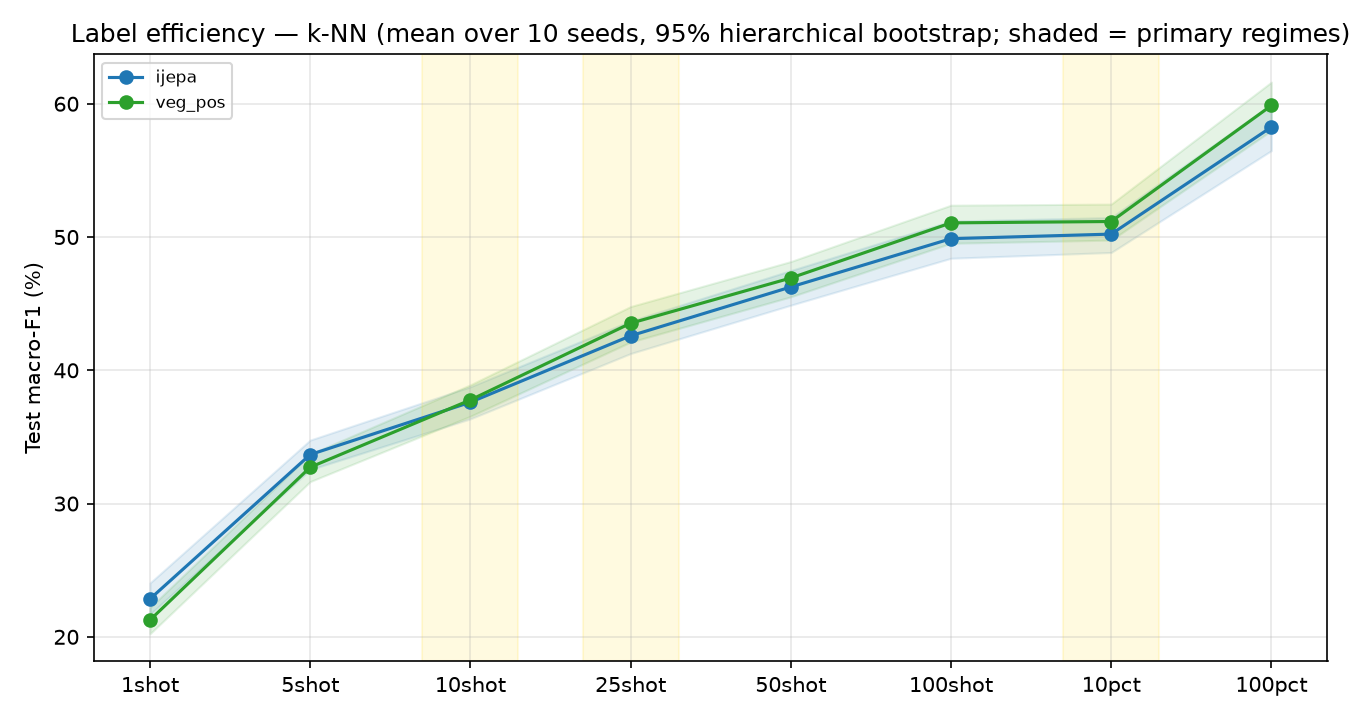 Label efficiency — k-NN (mean over 10 seeds, 95% hierarchical bootstrap; shaded = primary regimes)
ijepa
veg_pos
Test macro-F1 (%)
60
50
40
30
20
1shot 5shot 10shot 25shot 50shot 100shot 10pct 100pct